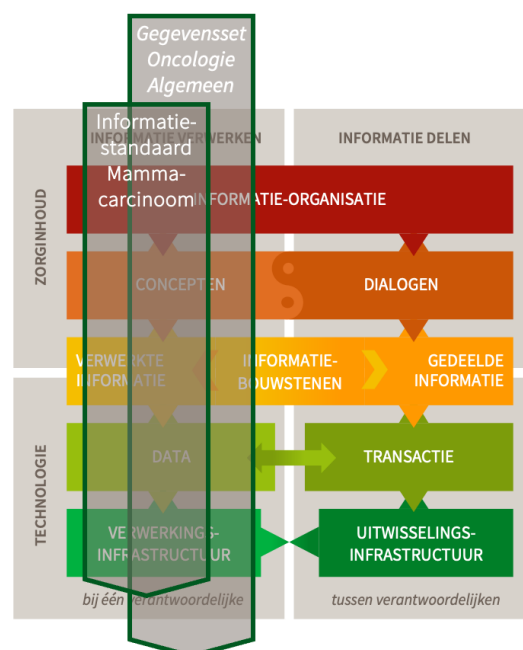 Gegevensset
Oncologie
Algemeen
Informatie-
standaard
Mamma-
carcinoom
INFORMATIE VERWERKEN
INFORMATIE DELEN
ZORGINHOUD
INFORMATIE-ORGANISATIE
CONCEPTEN
DIALOGEN
VERWERKTE
INFORMATIE
INFORMATIE-
BOUWSTENEN
GEDEELDE
INFORMATIE
TECHNOLOGIE
DATA
TRANSACTIE
VERWERKINGS-
INFRASTRUCTUUR
UITWISSELINGS-
INFRASTRUCTUUR
bij één verantwoordelijke
tussen verantwoordelijken